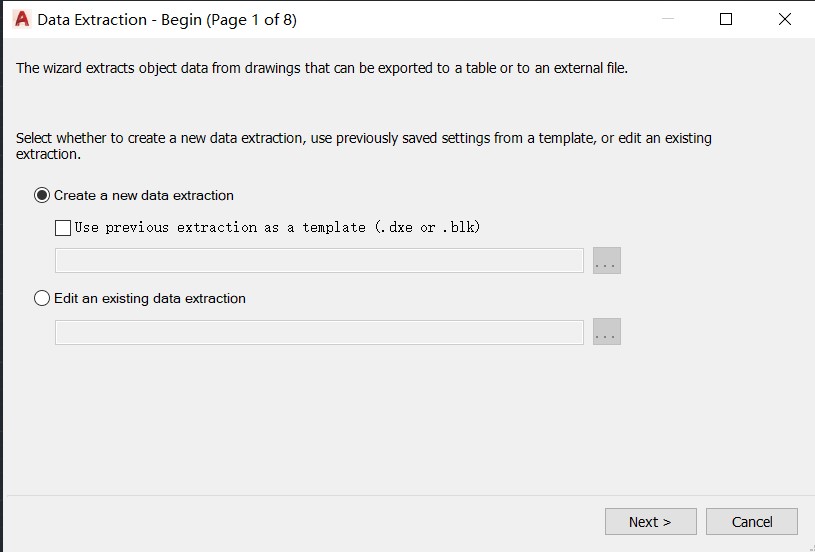 Data Extraction - Begin (Page 1 of 8)
The wizard extracts object data from drawings that can be exported to a table or to an external file.
Select whether to create a new data extraction, use previously saved settings from a template, or edit an existing
extraction.
Create a new data extraction
Use previous extraction as a template (.dxe or .blk)
...
Edit an existing data extraction
...
Next >
Cancel